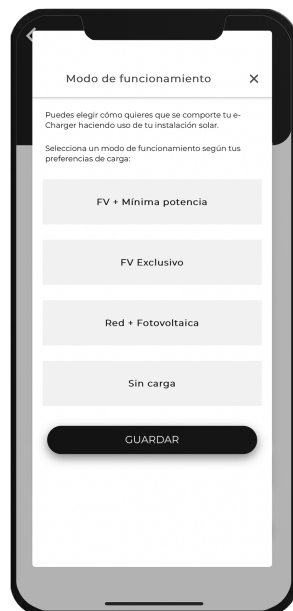 Modo de funcionamiento
Puedes elegir cómo quieres que se comporte tu e-
Charger haciendo uso de tu instalación solar.
Selecciona un modo de funcionamiento según tus
preferencias de carga:
FV + Mínima potencia
FV Exclusivo
Red + Fotovoltaica
Sin carga
GUARDAR